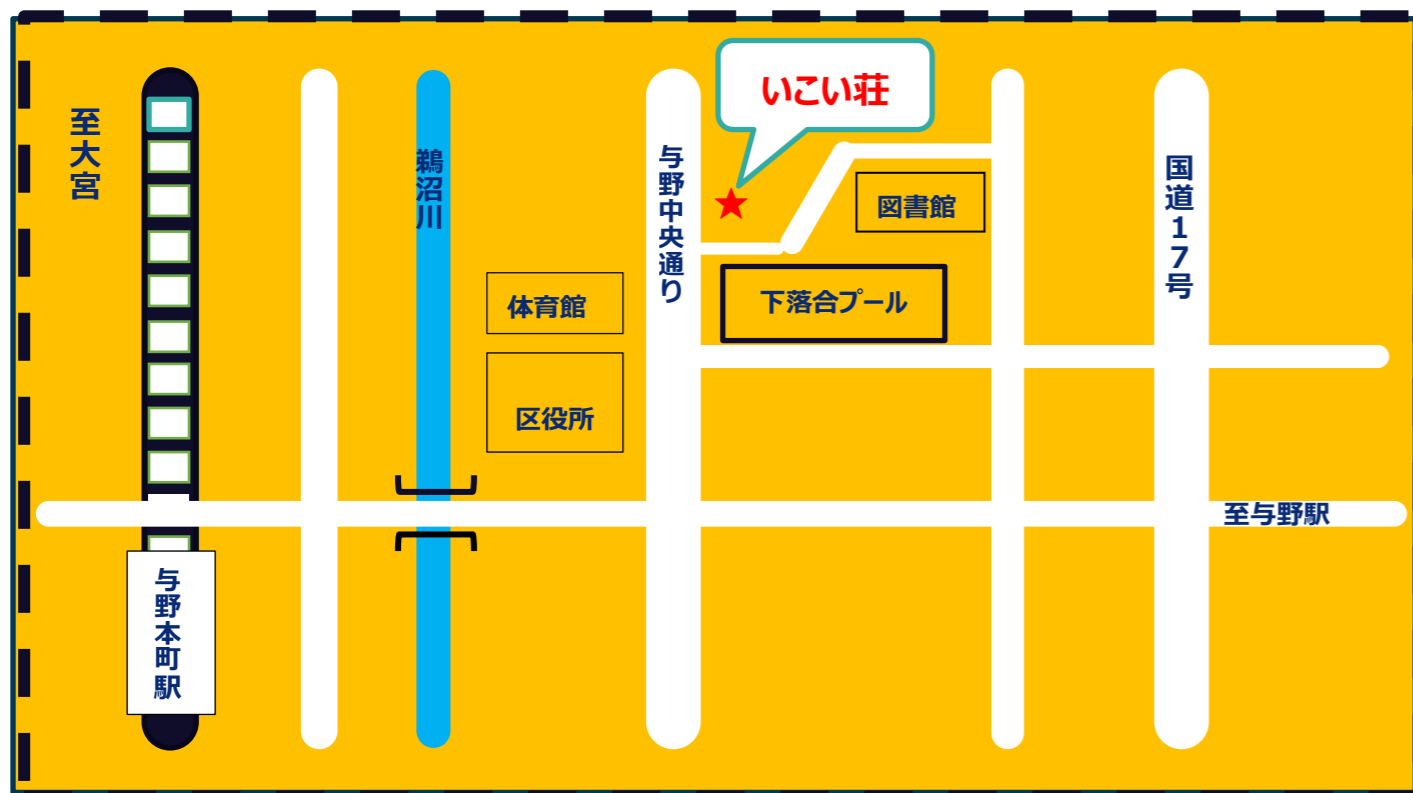 いこい荘
至大宮
鵜沼川
与野中央通り
図書館
国道17号
体育館
下落合プール
区役所
至与野駅
与野本町駅